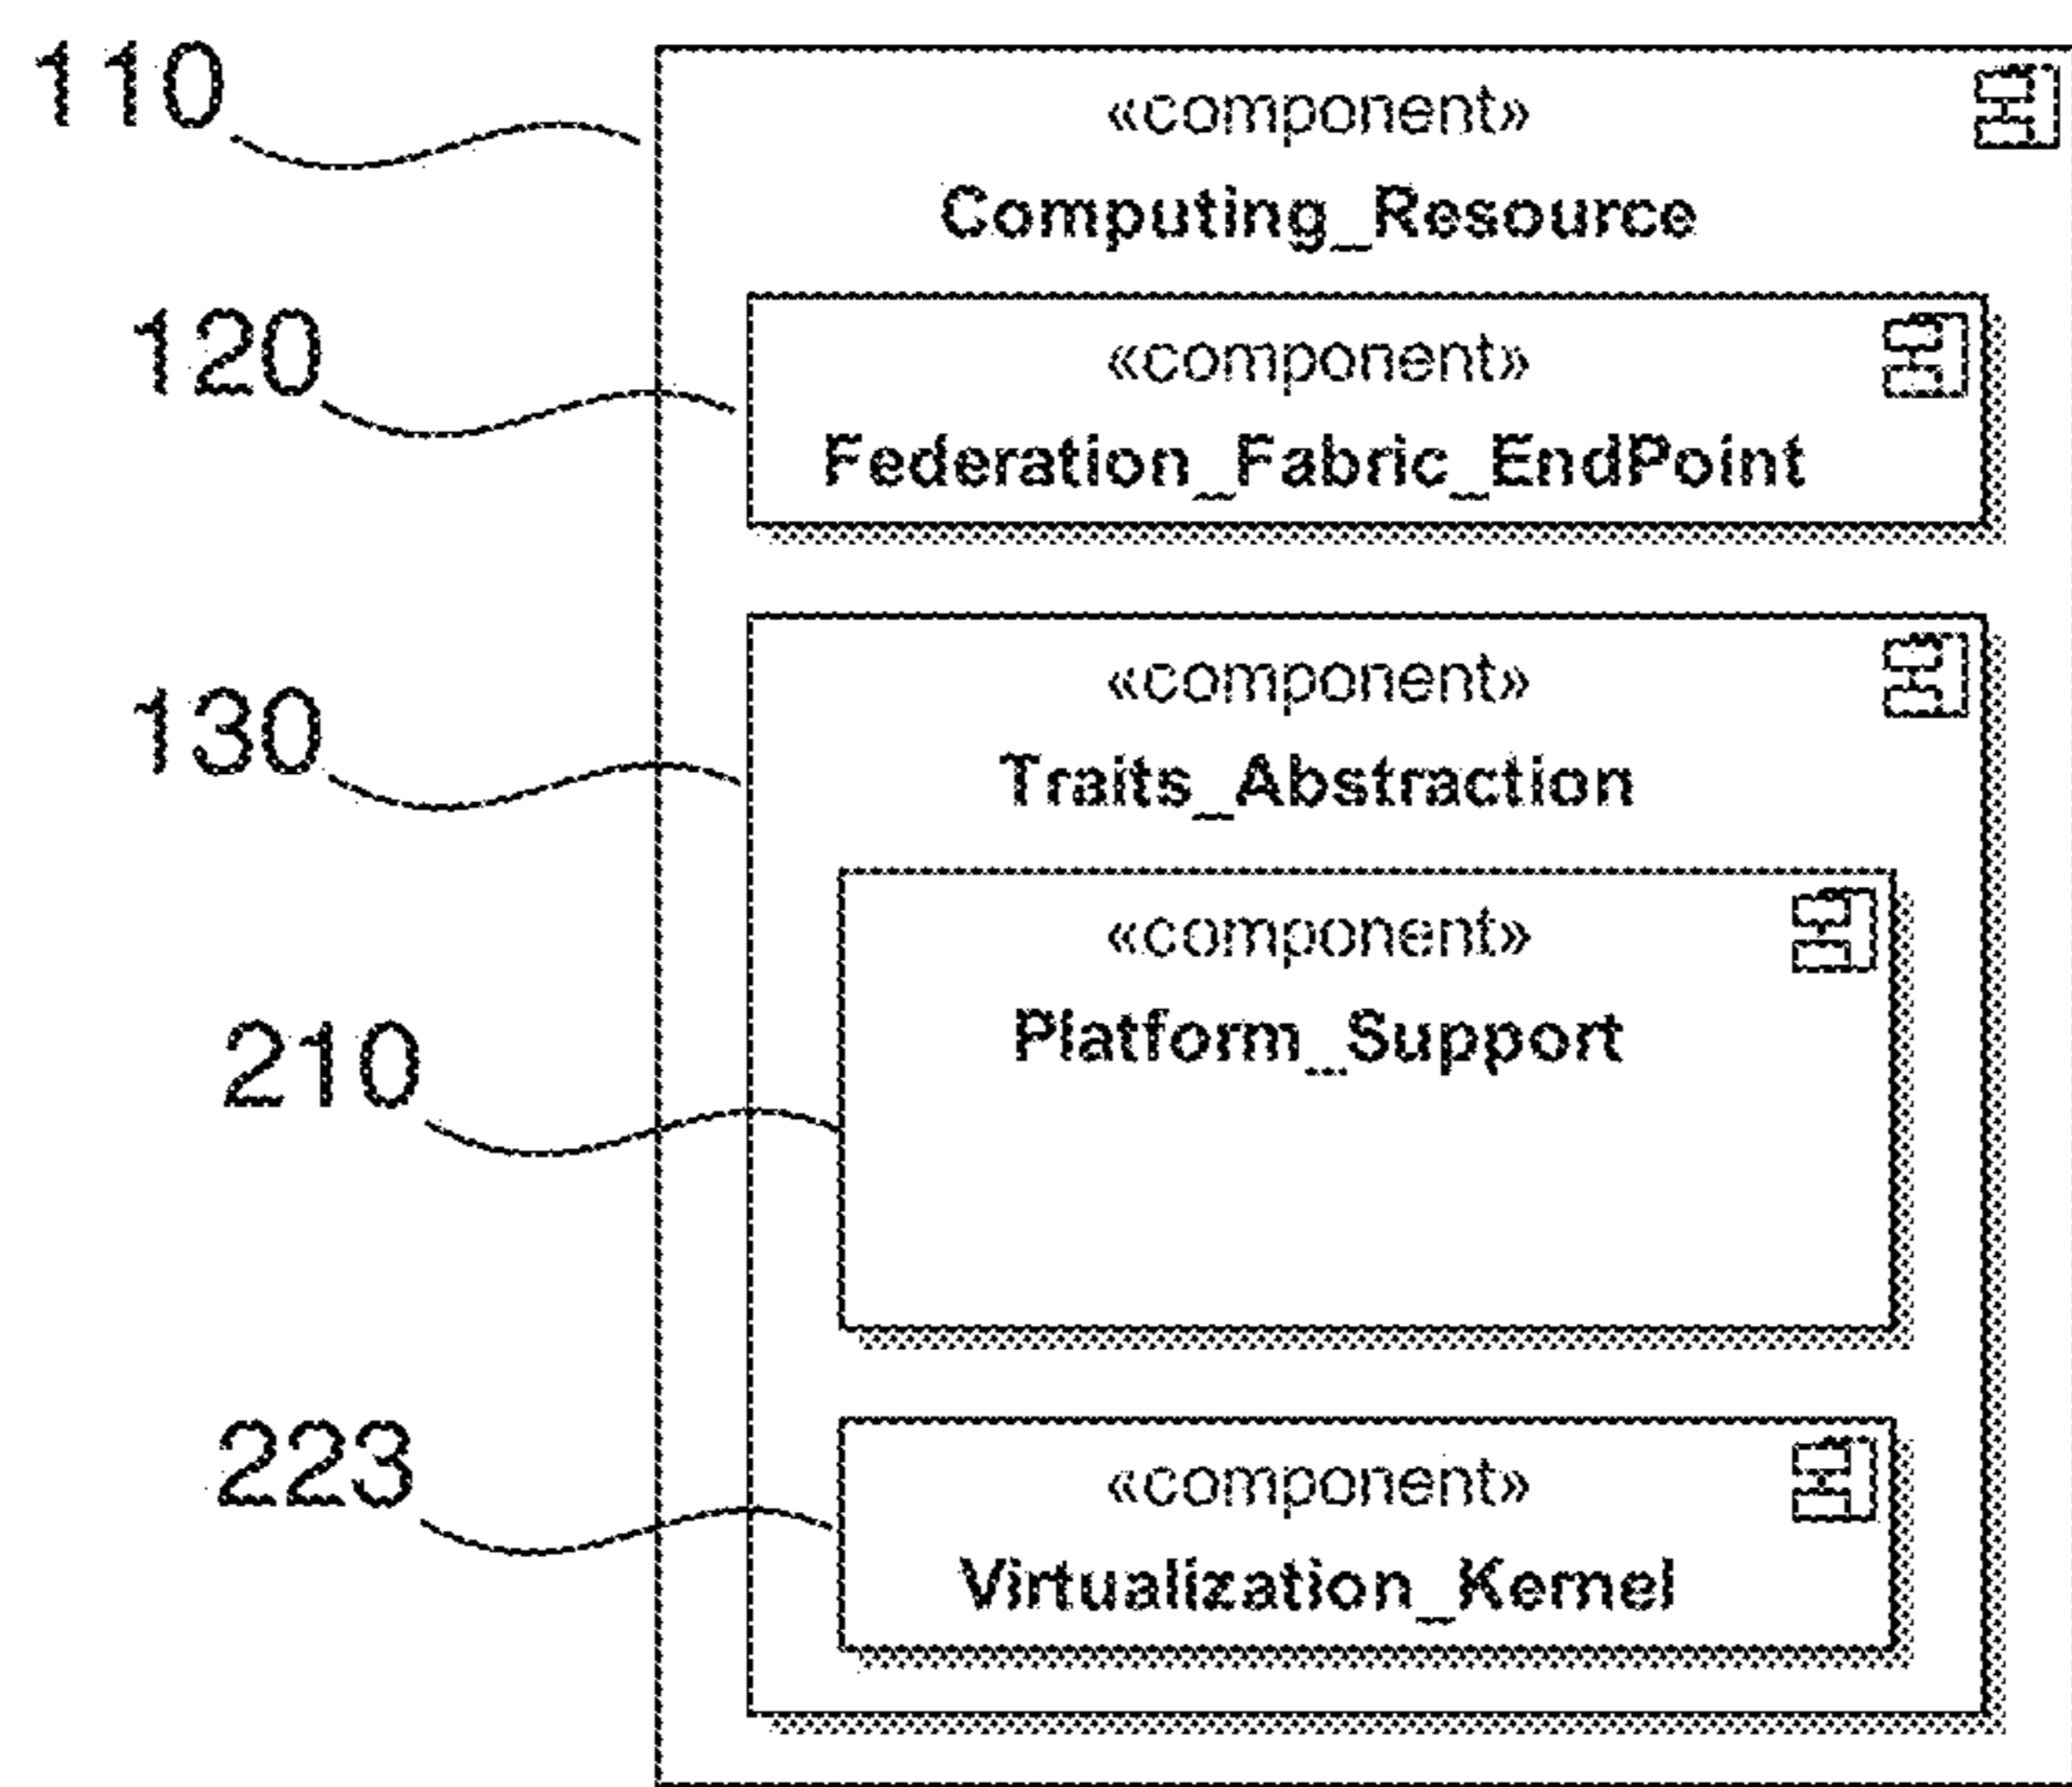 110
«component»
Computing_Resource
120
«component»
Federation_Fabric_EndPoint
130
«component»
Traits_Abstraction
210
«component»
Platform_Support
223
«component»
Virtualization_Kernel